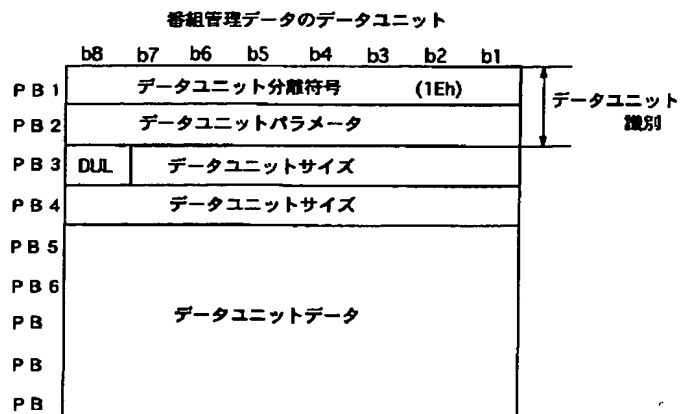 番組管理データのデータユニット
b8 b7 b6 b5 b4 b3 b2 b1
PB1 データユニット分離符号 (1Eh)
PB2 データユニットパラメータ
データユニット
識別
PB3 DUL データユニットサイズ
PB4 データユニットサイズ
PB5
PB6
データユニットデータ
PB
PB
PB